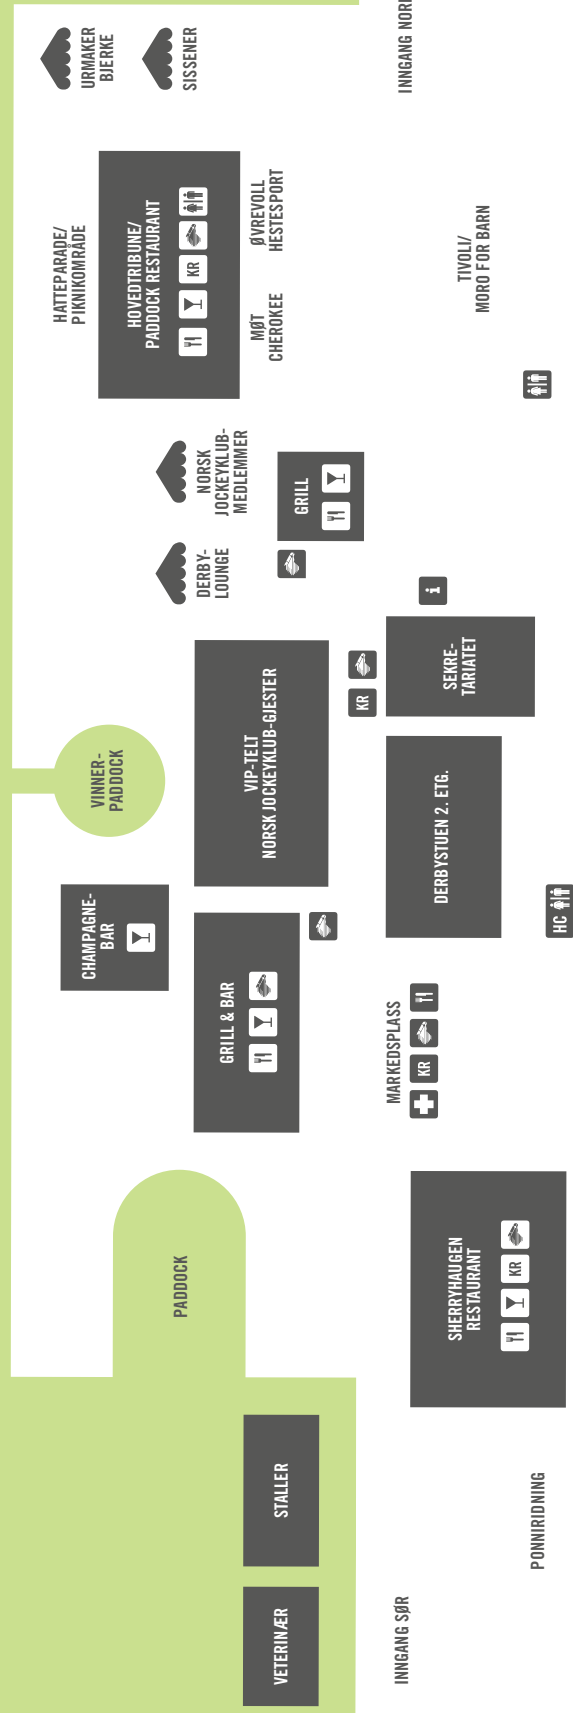 URMAKER
BJERKE
SISSENER
INNGANG NORD
HATTEPARADE/
PIKNIKOMRÅDE
HOVEDTRIBUNE/
PADDOCK RESTAURANT
KR
ØVREVOLL
HESTESPORT
MØT
CHEROKEE
TIVOLI/
MORO FOR BARN
NORSK
JOCKEYKLUB-
MEDLEMMER
GRILL
DERBY-
LOUNGE
i
SEKRE-
TARIATET
KR
VIP-TELT
NORSK JOCKEYKLUB-GJESTER
VINNER-
PADDOCK
DERBYSTUEN 2. ETG.
CHAMPAGNE-
BAR
HC
GRILL & BAR
MARKEDSPLASS
KR
PADDOCK
SHERRYHAUGEN
RESTAURANT
KR
STALLER
PONNIRIDNING
VETERINÆR
INNGANG SØR